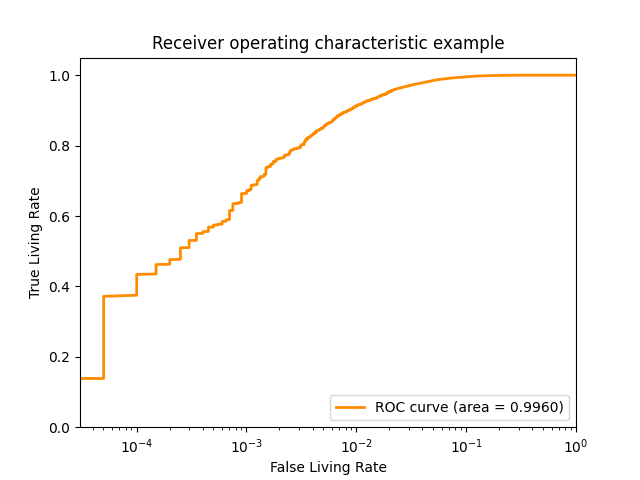 Receiver operating characteristic example
True Living Rate
1.0
0.8
0.6
0.4
0.2
0.0
10⁻⁴
10⁻³
10⁻²
10⁻¹
10⁰
False Living Rate
ROC curve (area = 0.9960)